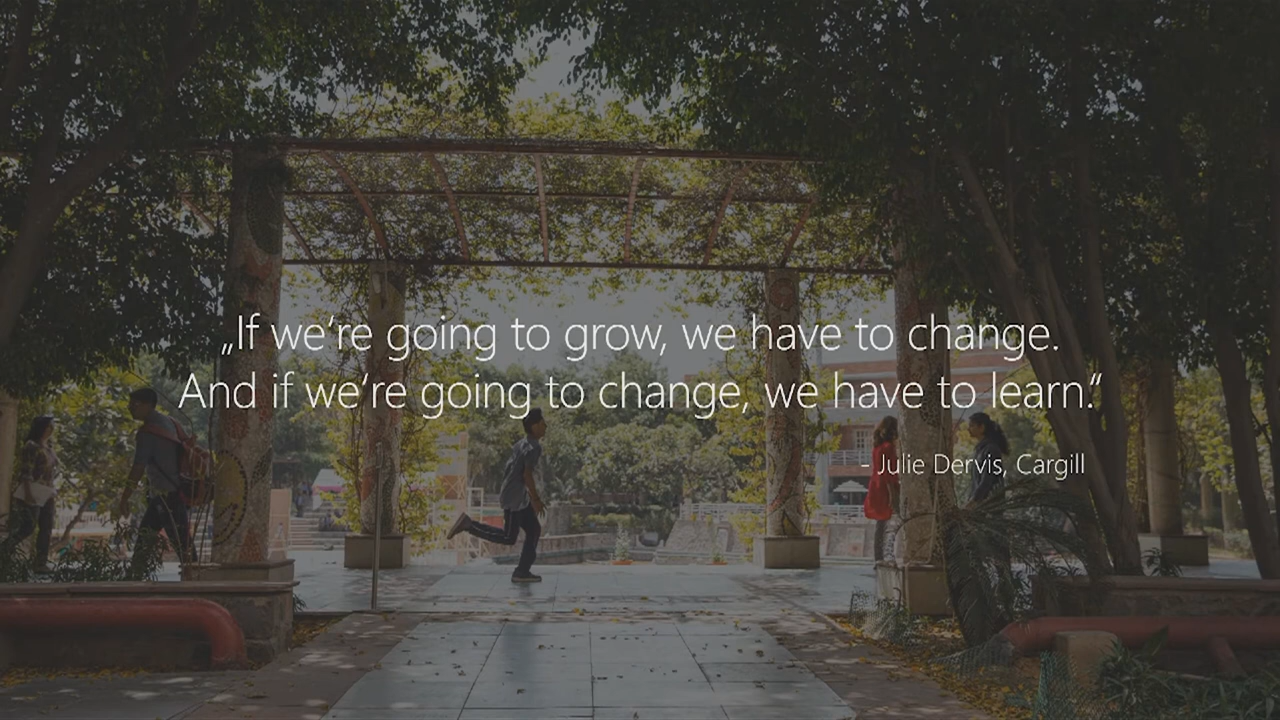 „If we‘re going to grow, we have to change.
And if we‘re going to change, we have to learn.“
- Julie Dervis, Cargill